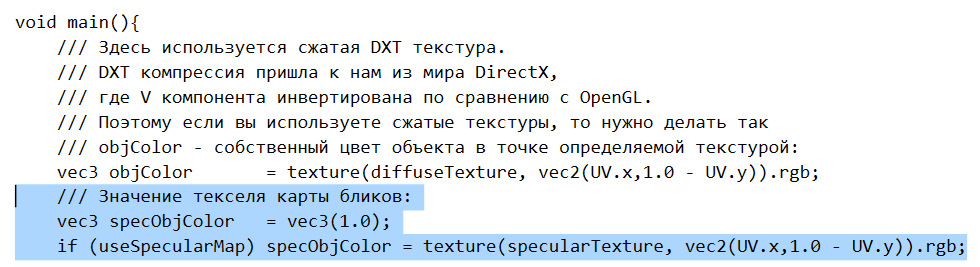 void main(){
/// Здесь используется сжатая DXT текстура.
/// DXT компрессия пришла к нам из мира DirectX,
/// где V компонента инвертирована по сравнению с OpenGL.
/// Поэтому если вы используете сжатые текстуры, то нужно делать так
/// objColor - собственный цвет объекта в точке определяемой текстурой:
vec3 objColor      = texture(diffuseTexture, vec2(UV.x,1.0 - UV.y)).rgb;
/// Значение текселя карты бликов:
vec3 specObjColor   = vec3(1.0);
if (useSpecularMap) specObjColor = texture(specularTexture, vec2(UV.x,1.0 - UV.y)).rgb;